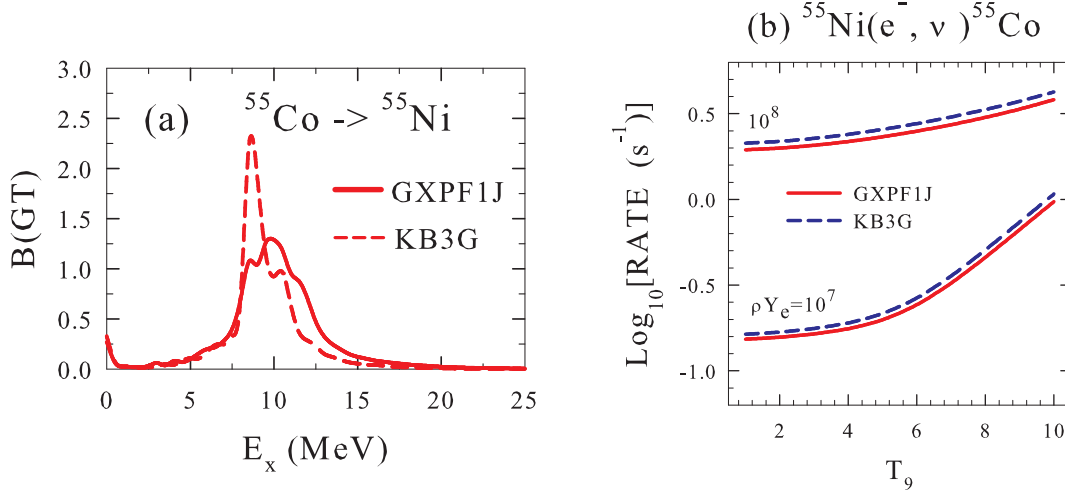 (a) ⁵⁵Co -> ⁵⁵Ni
B(GT)
3.0
2.5
2.0
1.5
1.0
0.5
0.0
GXPF1J
KB3G
0 5 10 15 20 25
E_x (MeV)
(b) ⁵⁵Ni(e⁻, ν )⁵⁵Co
Log₁₀[RATE (s⁻¹)]
0.5
0.0
-0.5
-1.0
10⁸
GXPF1J
KB3G
ρY_e=10⁷
2 4 6 8 10
T₉